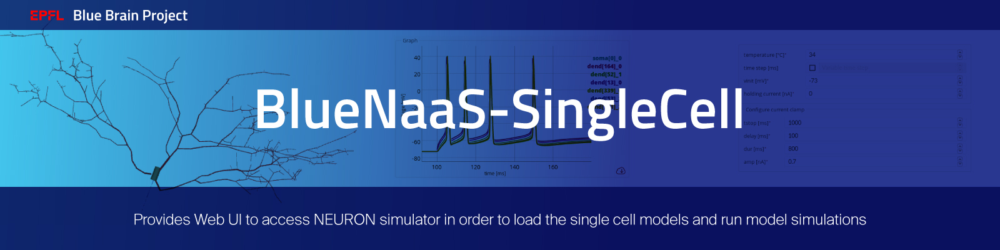 EPFL Blue Brain Project
Graph
40
20
0
-60
-80
100 120 140 160
time [ms]
soma[0]_0
dend[164]_0
dend[52]_1
dend[13]_0
dend[339]_
BlueNaaS-SingleCell
temperature [°C]*
34
time step [ms]
vinit [mV]*
-73
holding current [nA]*
0
Configure current clamp
tstop [ms]*
1000
delay [ms]*
100
dur [ms]*
800
amp [nA]*
0.7
Provides Web UI to access NEURON simulator in order to load the single cell models and run model simulations